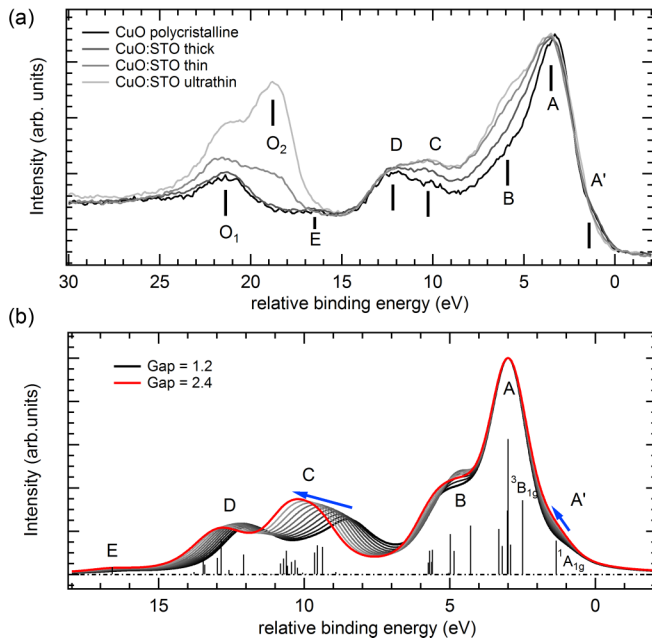 (a)
CuO polycristalline
CuO:STO thick
CuO:STO thin
CuO:STO ultrathin
Intensity (arb. units)
O2
O1
E
D
C
B
A
A'
30
25
20
15
10
5
0
relative binding energy (eV)
(b)
Gap = 1.2
Gap = 2.4
Intensity (arb.units)
A
C
D
B
E
³B₁g
A'
¹A₁g
15
10
5
0
relative binding energy (eV)